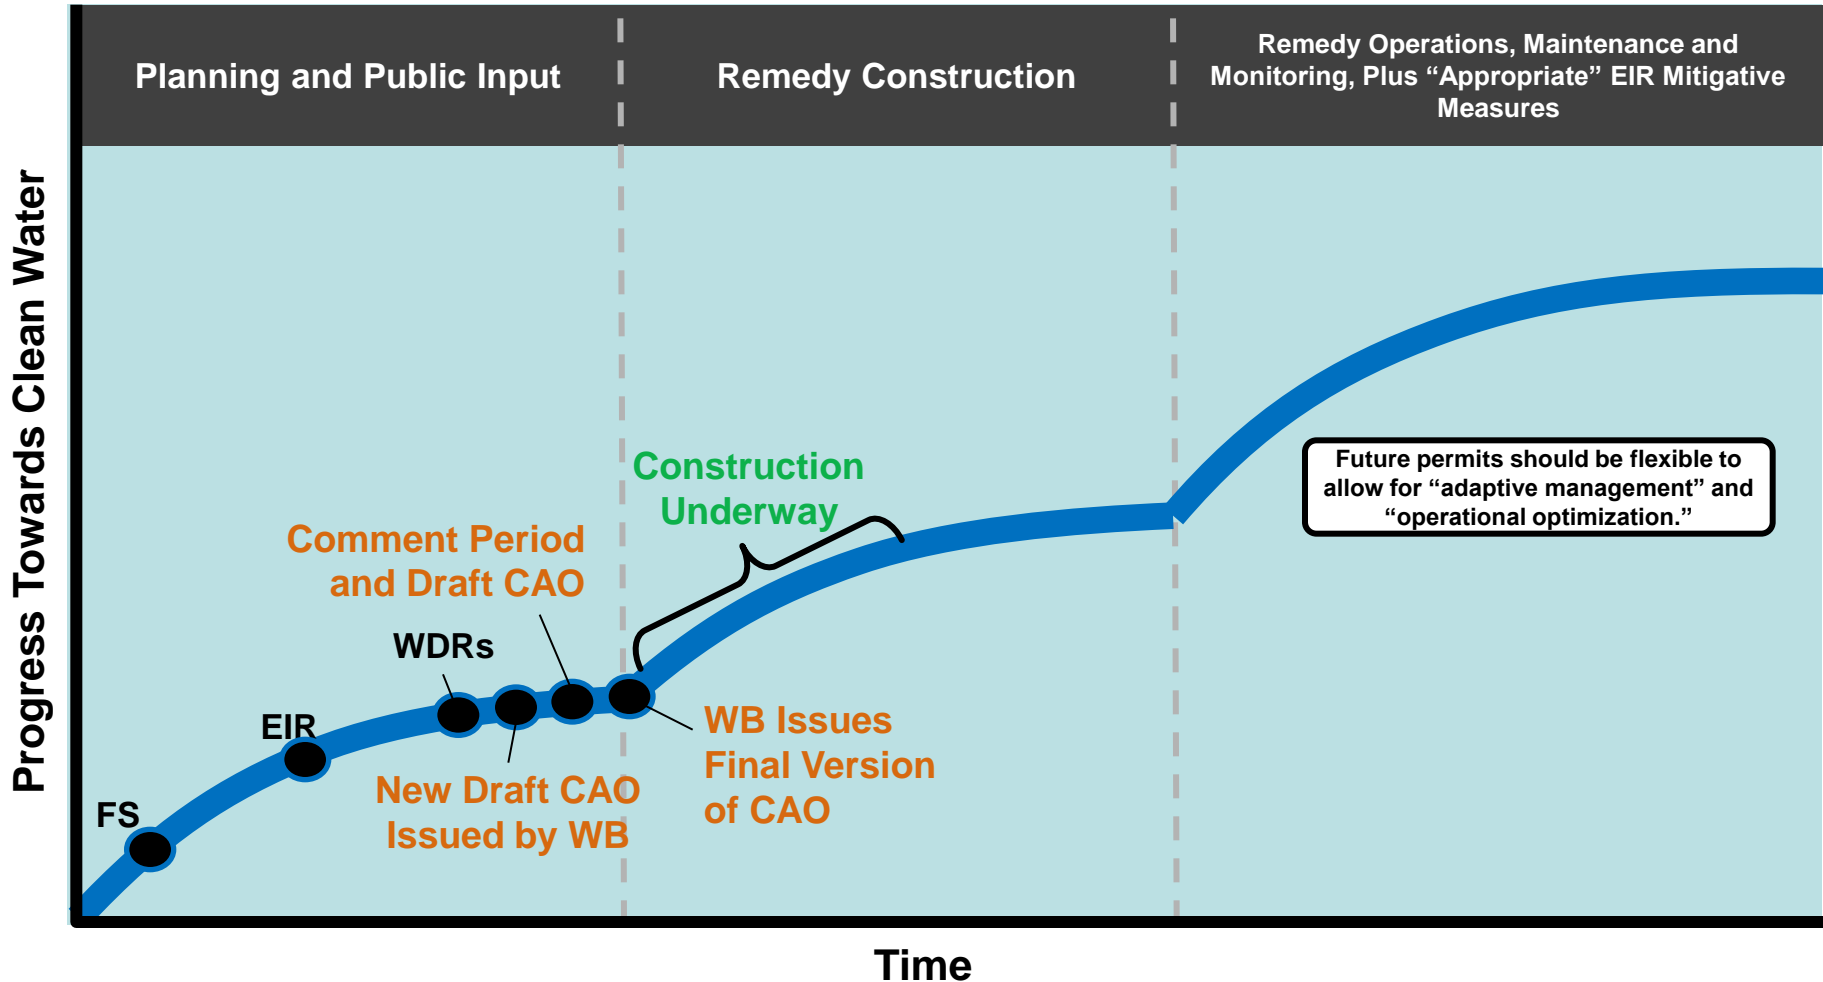 Planning and Public Input
Remedy Construction
Remedy Operations, Maintenance and
Monitoring, Plus “Appropriate” EIR Mitigative
Measures
Progress Towards Clean Water
Construction
Underway
Future permits should be flexible to
allow for “adaptive management” and
“operational optimization.”
Comment Period
and Draft CAO
WDRs
EIR
FS
New Draft CAO
Issued by WB
WB Issues
Final Version
of CAO
Time